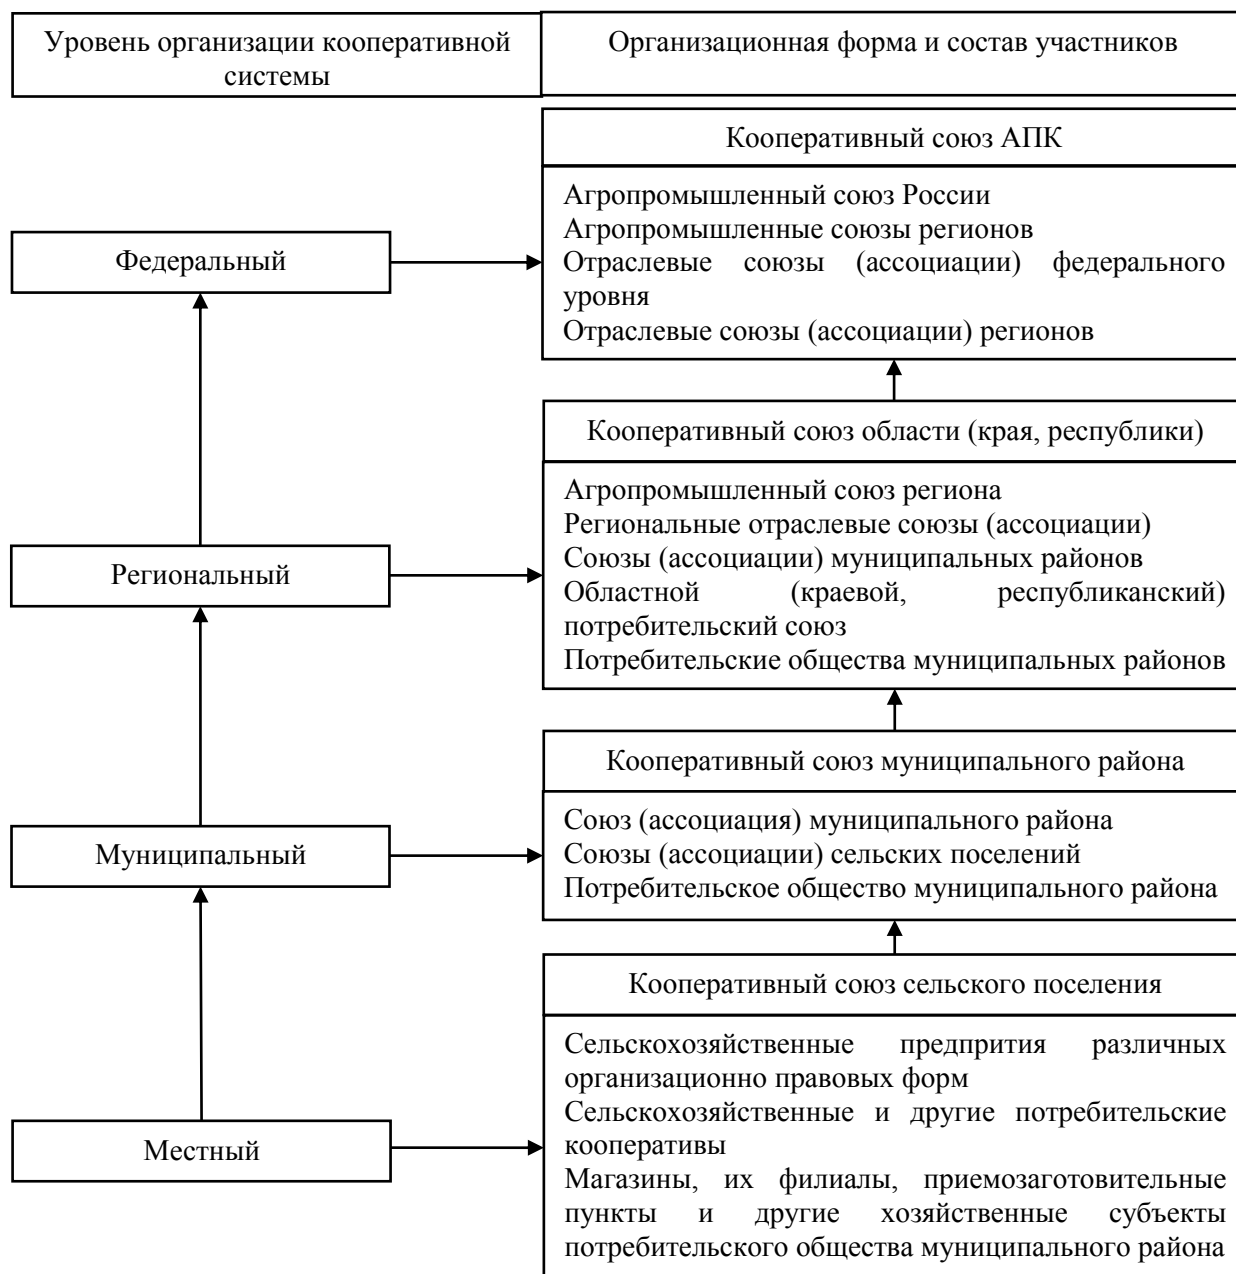 Уровень организации кооперативной
системы
Организационная форма и состав участников
Кооперативный союз АПК
Агропромышленный союз России
Агропромышленные союзы регионов
Отраслевые союзы (ассоциации) федерального
уровня
Отраслевые союзы (ассоциации) регионов
Федеральный
Кооперативный союз области (края, республики)
Агропромышленный союз региона
Региональные отраслевые союзы (ассоциации)
Союзы (ассоциации) муниципальных районов
Областной (краевой, республиканский)
потребительский союз
Потребительские общества муниципальных районов
Региональный
Кооперативный союз муниципального района
Союз (ассоциация) муниципального района
Союзы (ассоциации) сельских поселений
Потребительское общество муниципального района
Муниципальный
Кооперативный союз сельского поселения
Сельскохозяйственные предпрития различных
организационно правовых форм
Сельскохозяйственные и другие потребительские
кооперативы
Магазины, их филиалы, приемозаготовительные
пункты и другие хозяйственные субъекты
потребительского общества муниципального района
Местный